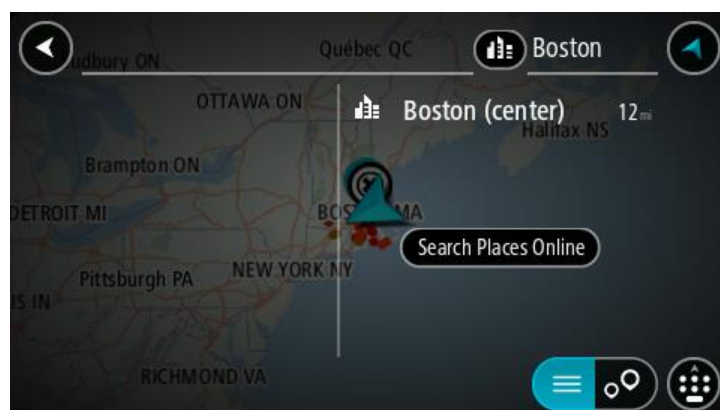 udbury ON
Québec QC
Boston
OTTAWA ON
Boston (center)
12 mi
Halifax NS
Brampton ON
DETROIT MI
BOS MA
Search Places Online
NEW YORK NY
Pittsburgh PA
S IN
RICHMOND VA